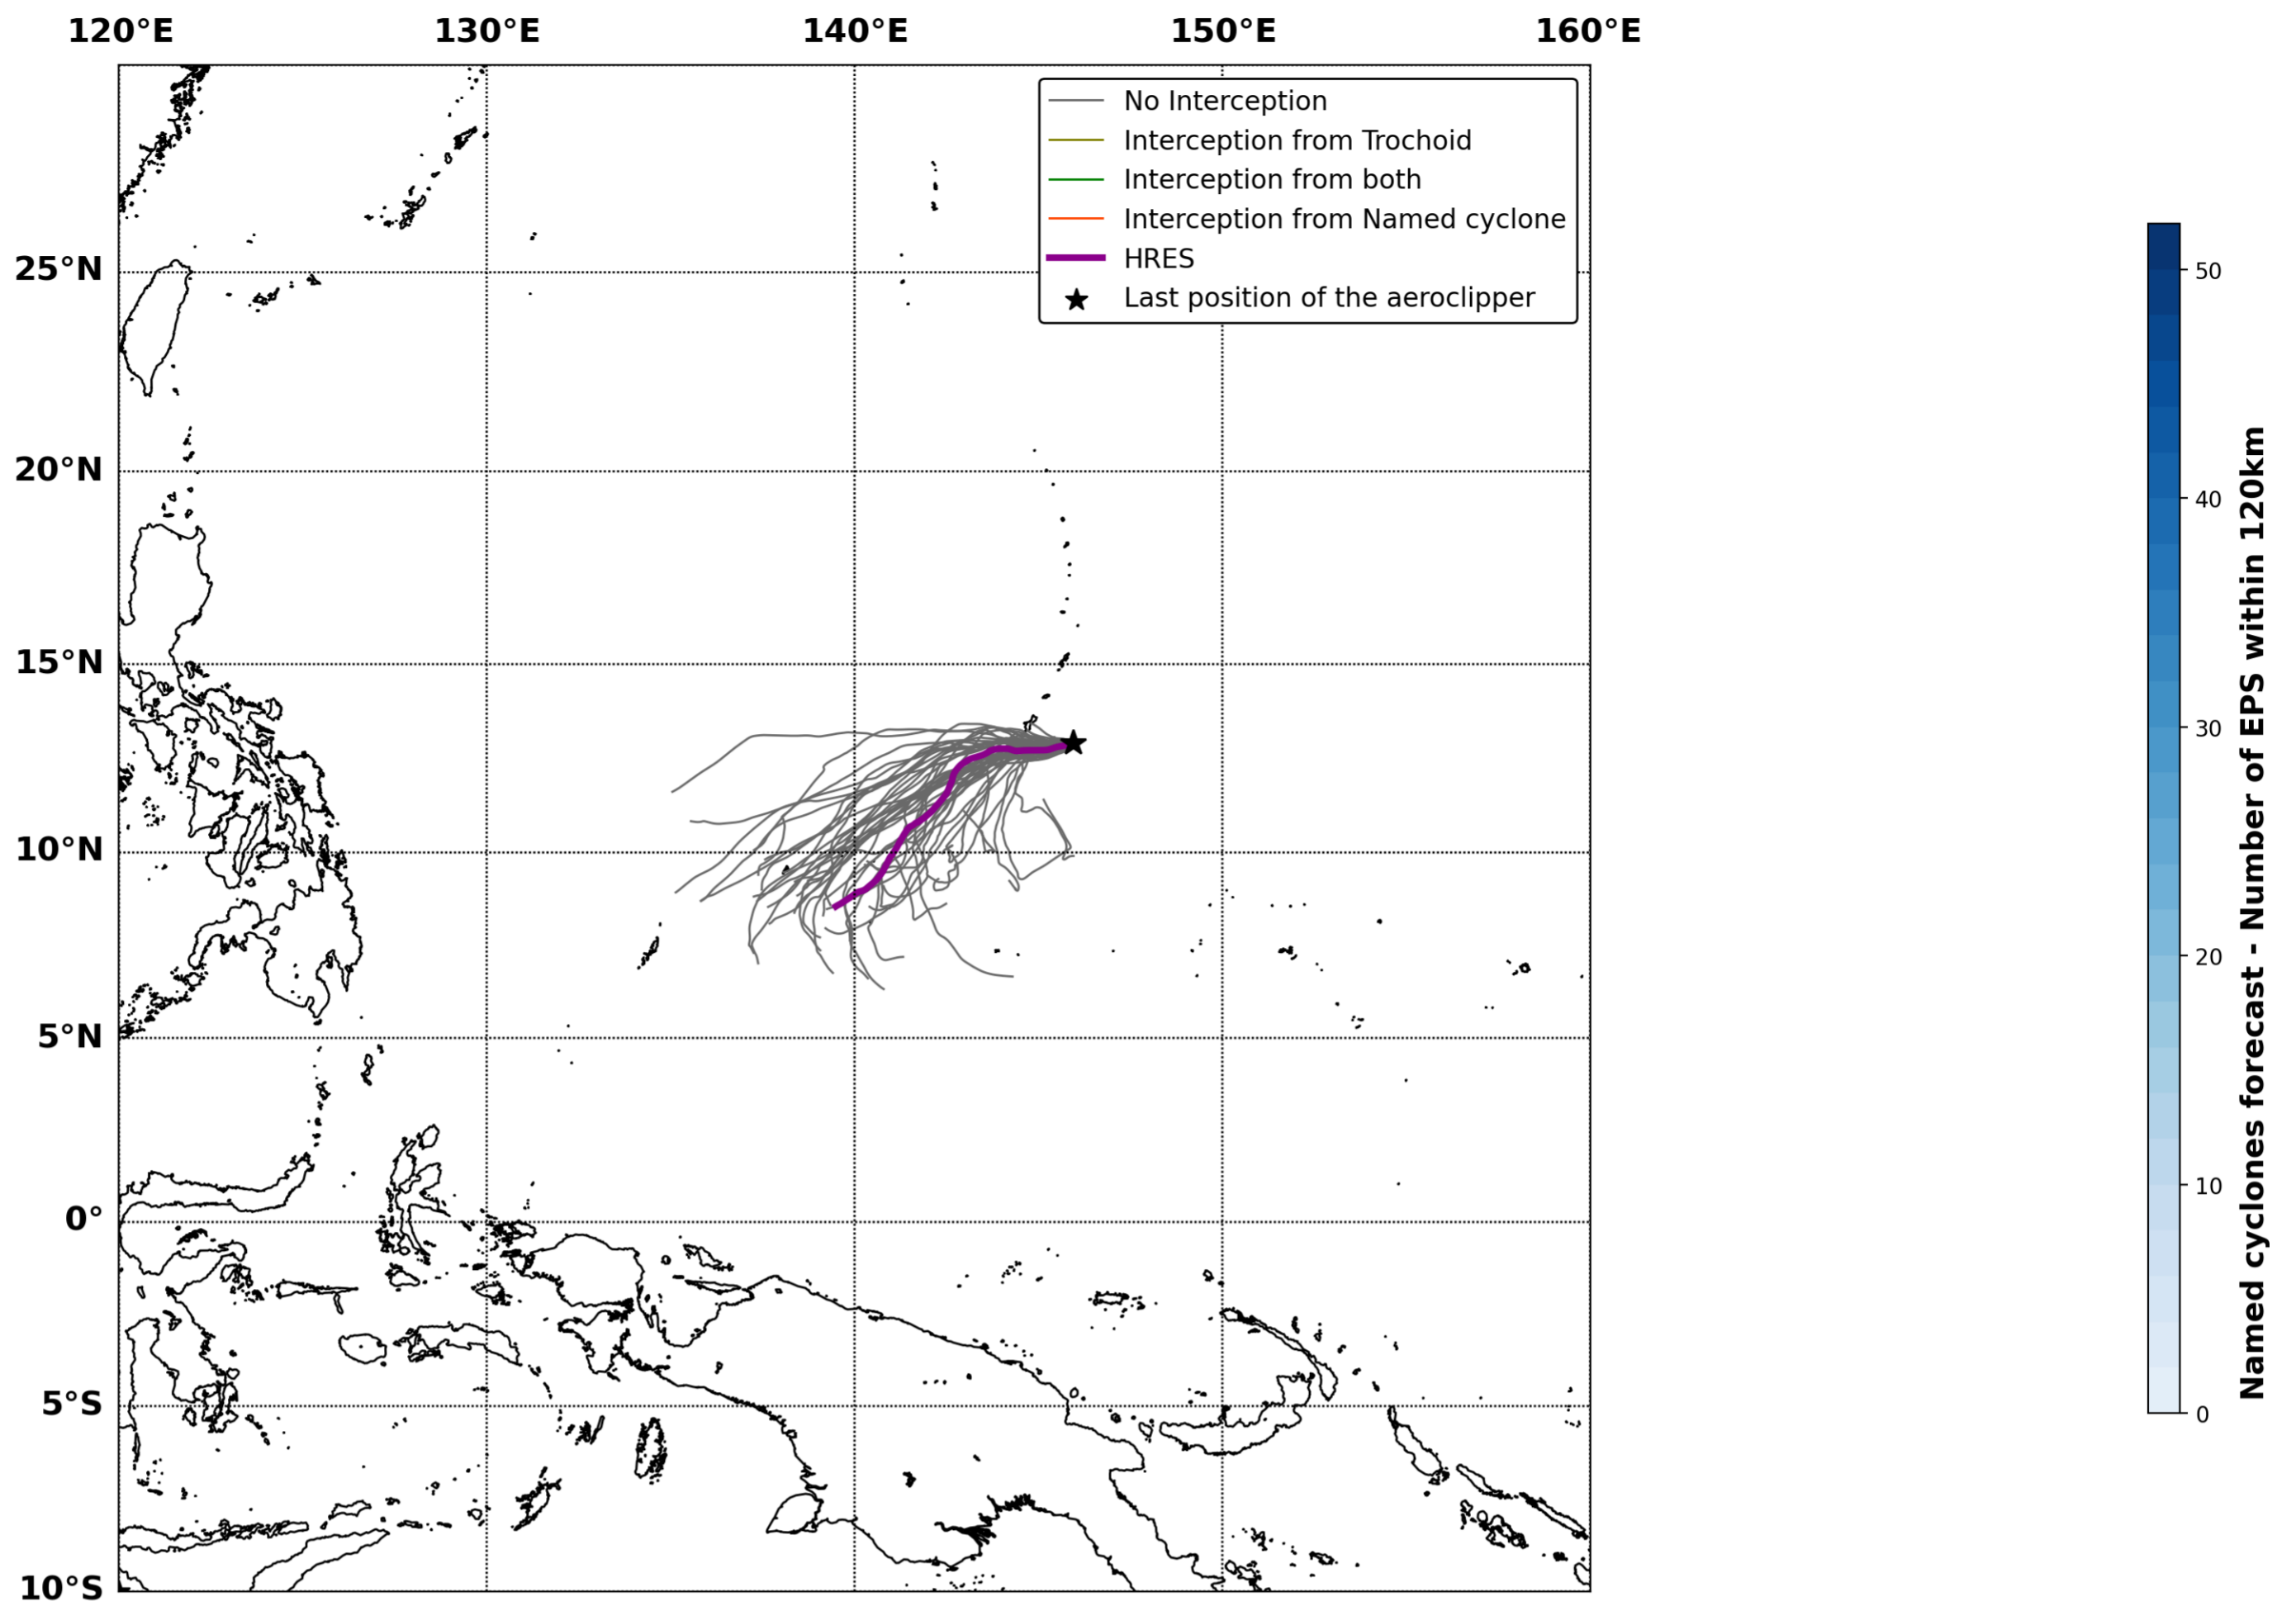 120°E 130°E 140°E 150°E 160°E
No Interception
Interception from Trochoid
Interception from both
Interception from Named cyclone
HRES
Last position of the aeroclipper
25°N
20°N
15°N
10°N
5°N
0°
5°S
10°S
50
40
30
20
10
0
Named cyclones forecast - Number of EPS within 120km